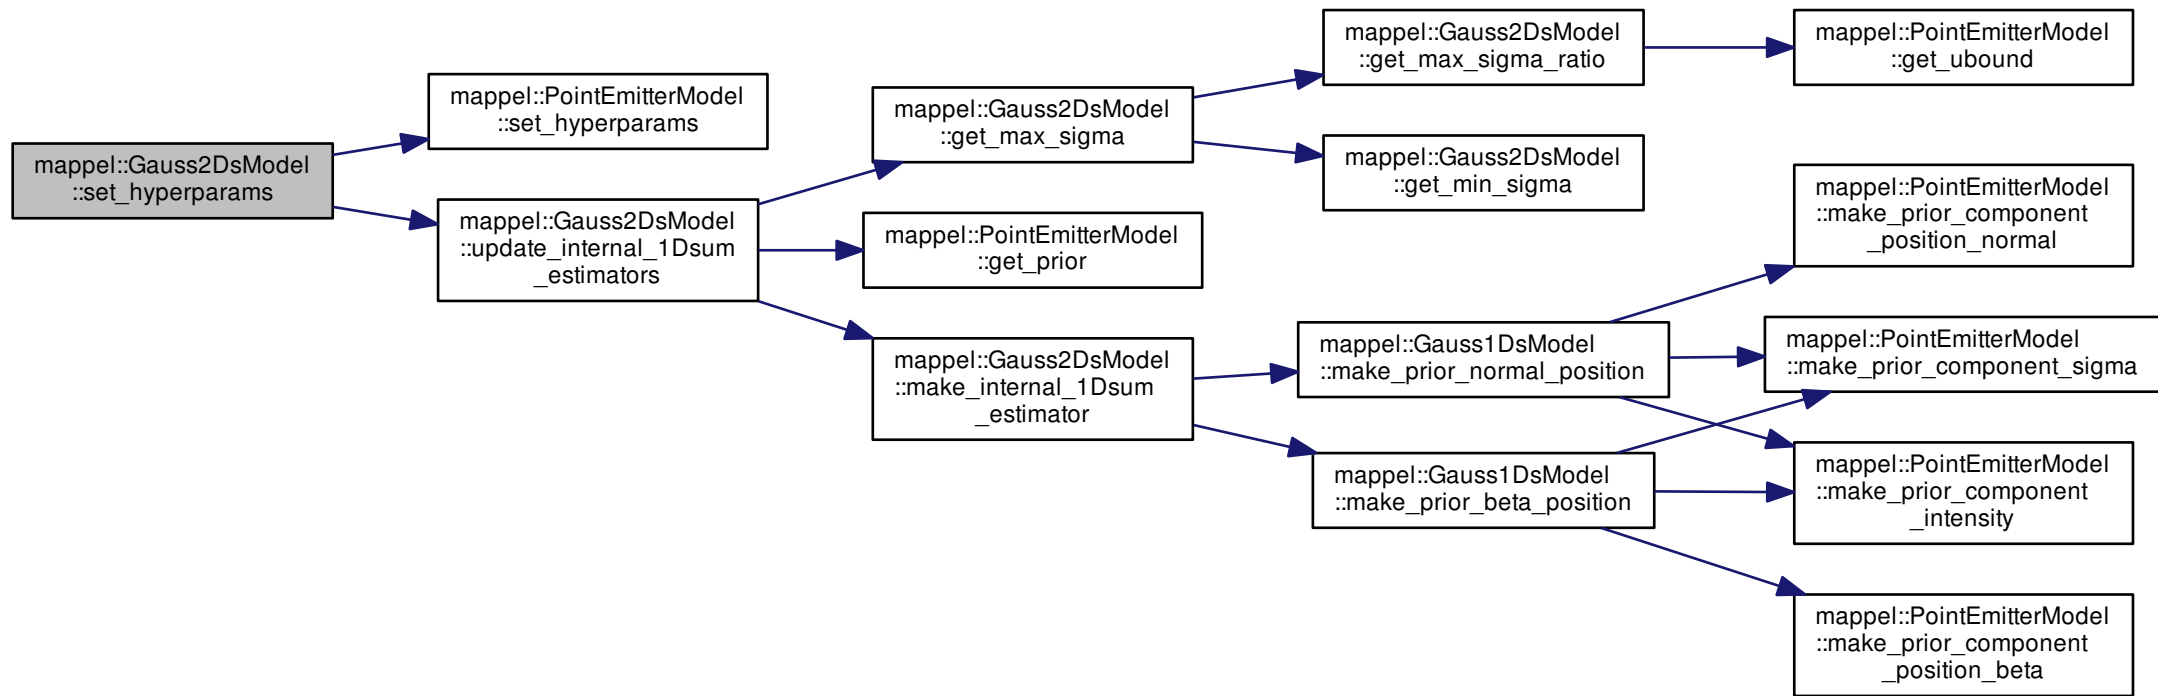 mappel::Gauss2DsModel
::set_hyperparams
mappel::PointEmitterModel
::set_hyperparams
mappel::Gauss2DsModel
::update_internal_1Dsum
_estimators
mappel::Gauss2DsModel
::get_max_sigma
mappel::PointEmitterModel
::get_prior
mappel::Gauss2DsModel
::make_internal_1Dsum
_estimator
mappel::Gauss2DsModel
::get_max_sigma_ratio
mappel::Gauss2DsModel
::get_min_sigma
mappel::Gauss1DsModel
::make_prior_normal_position
mappel::Gauss1DsModel
::make_prior_beta_position
mappel::PointEmitterModel
::get_ubound
mappel::PointEmitterModel
::make_prior_component
_position_normal
mappel::PointEmitterModel
::make_prior_component_sigma
mappel::PointEmitterModel
::make_prior_component
_intensity
mappel::PointEmitterModel
::make_prior_component
_position_beta